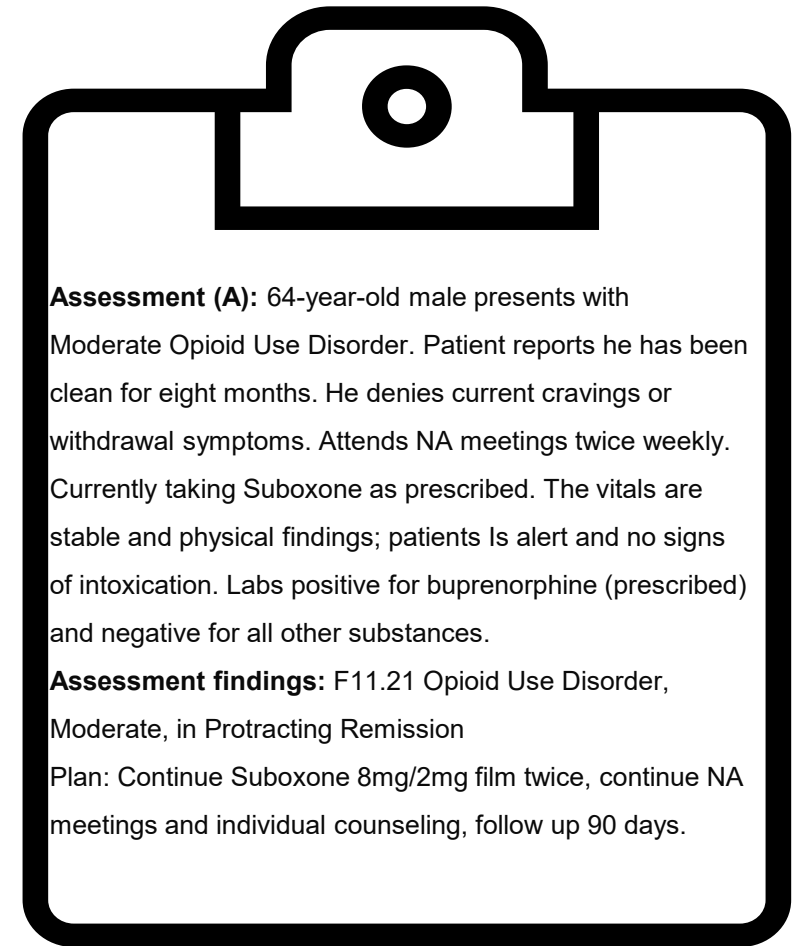 Assessment (A): 64-year-old male presents with
Moderate Opioid Use Disorder. Patient reports he has been
clean for eight months. He denies current cravings or
withdrawal symptoms. Attends NA meetings twice weekly.
Currently taking Suboxone as prescribed. The vitals are
stable and physical findings; patients Is alert and no signs
of intoxication. Labs positive for buprenorphine (prescribed)
and negative for all other substances.
Assessment findings: F11.21 Opioid Use Disorder,
Moderate, in Protracting Remission
Plan: Continue Suboxone 8mg/2mg film twice, continue NA
meetings and individual counseling, follow up 90 days.